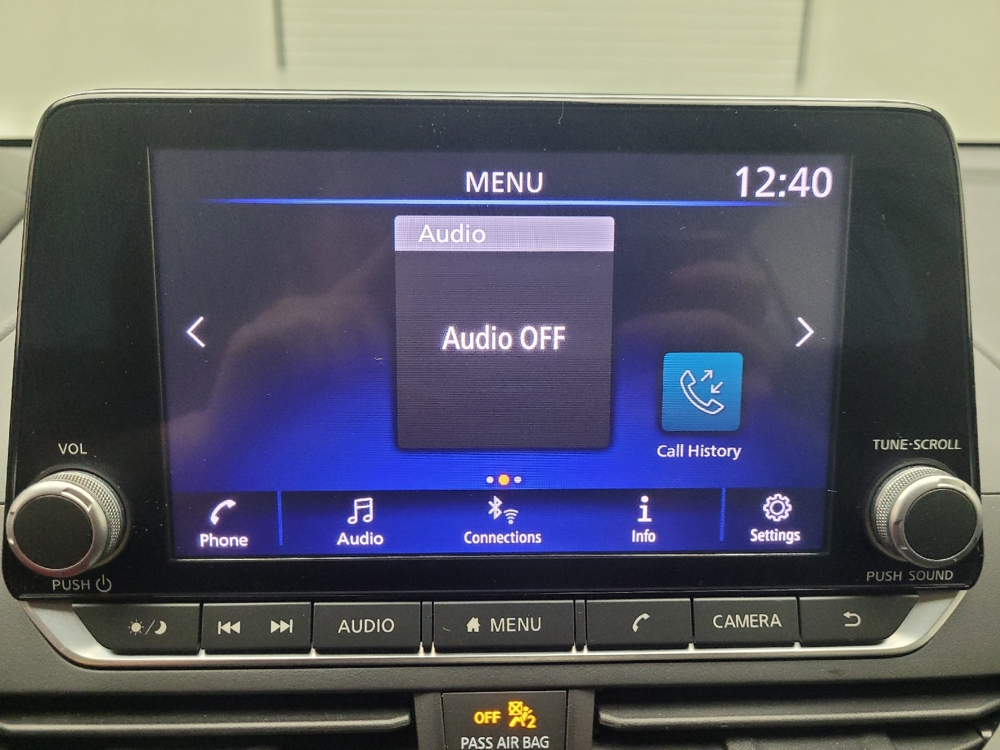 MENU
12:40
Audio
Audio OFF
Call History
VOL
TUNE·SCROLL
Phone
Audio
Connections
Info
Settings
PUSH
PUSH SOUND
AUDIO
MENU
CAMERA
OFF 2
PASS AIR BAG